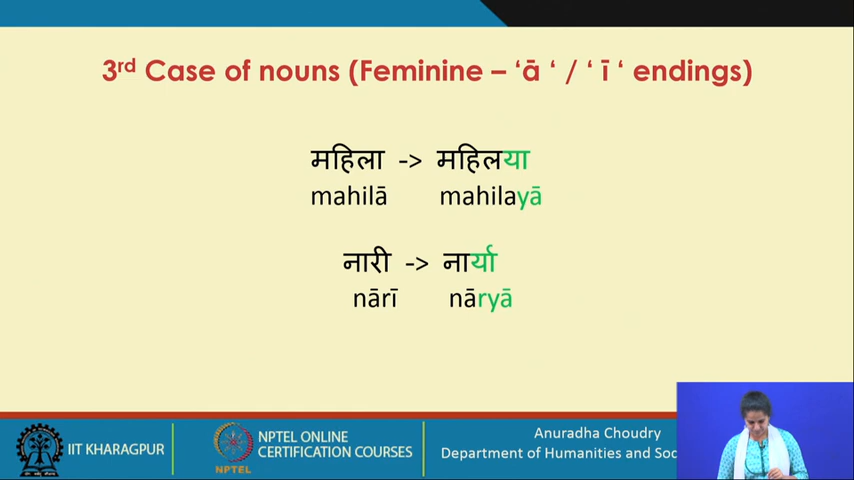 3rd Case of nouns (Feminine – ‘ā ‘ / ‘ ī ‘ endings)
महिला -> महिलया
mahilā mahilayā
नारी -> नार्या
nārī nāryā
IIT KHARAGPUR
NPTEL
NPTEL ONLINE
CERTIFICATION COURSES
Anuradha Choudry
Department of Humanities and